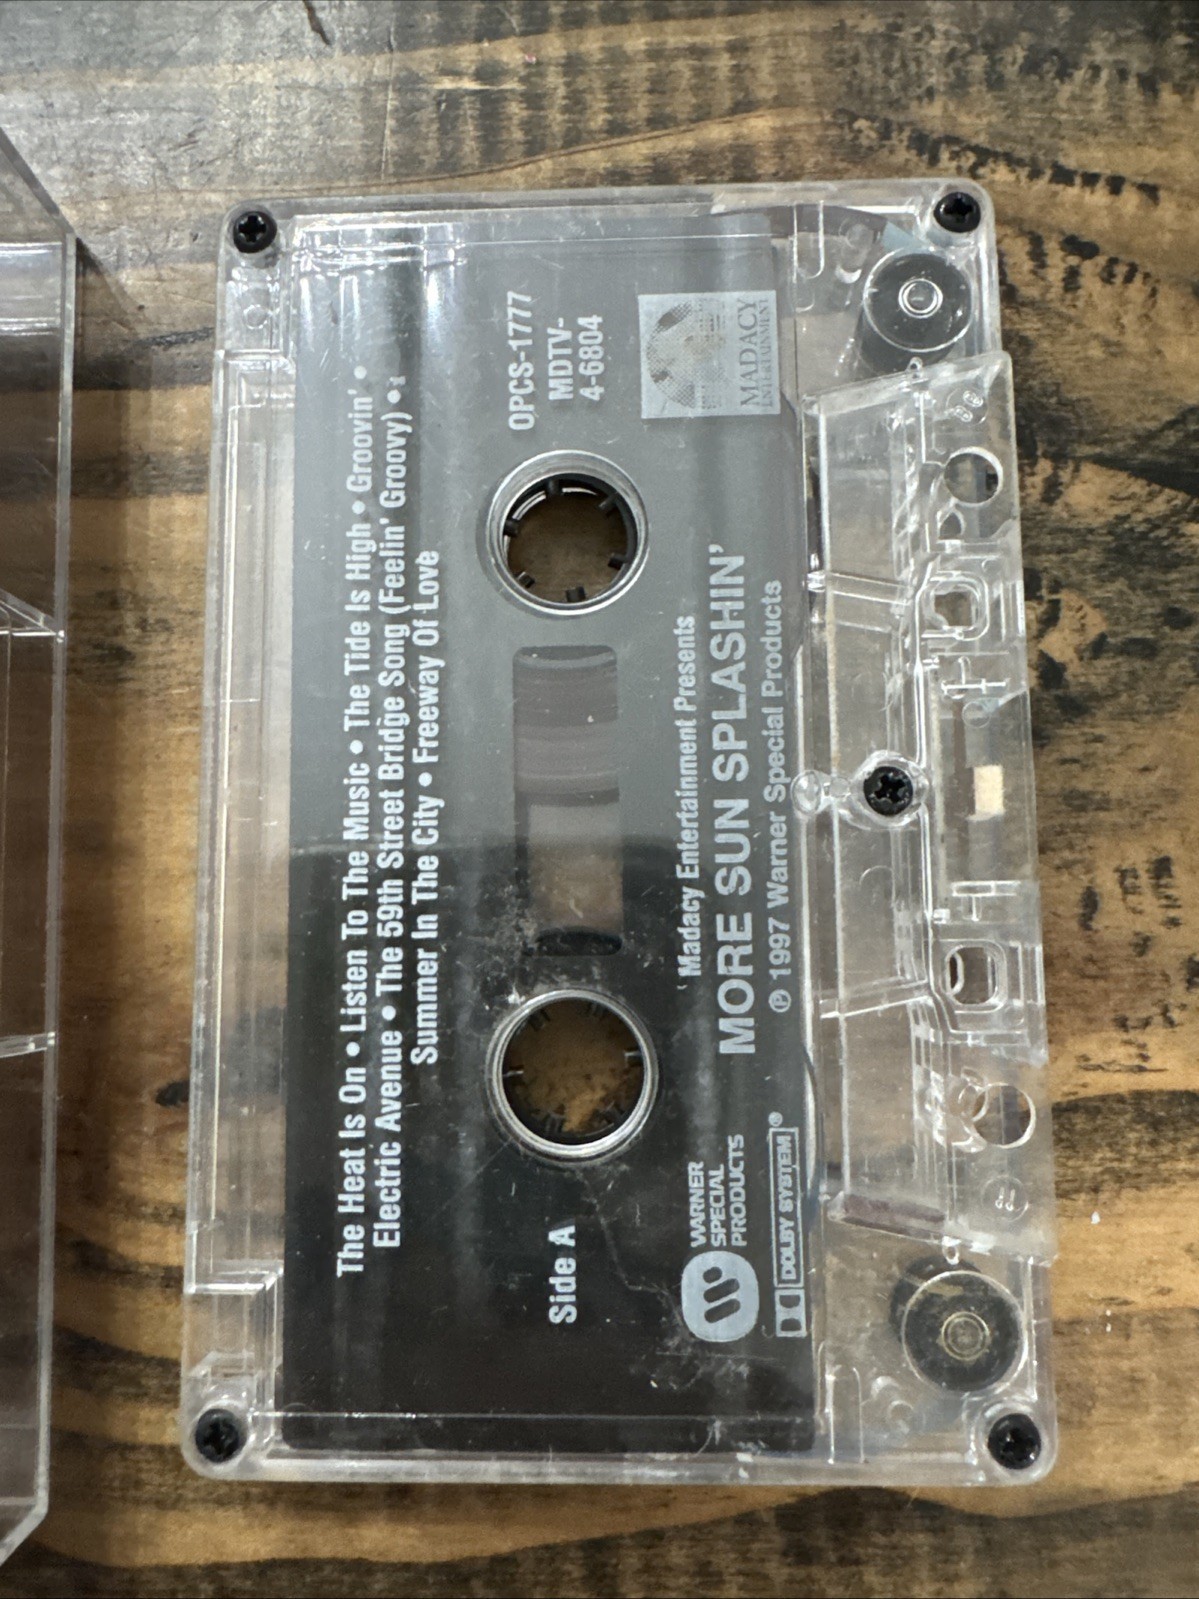 The Heat Is On • Listen To The Music • The Tide Is High • Groovin' •
Electric Avenue • The 59th Street Bridge Song (Feelin' Groovy) •
Summer In The City • Freeway Of Love
Side A
OPCS-1777
MDTV-
4-6804
MADACY
ENTERTAINMENT
Madacy Entertainment Presents
MORE SUN SPLASHIN'
℗ 1997 Warner Special Products
WARNER
SPECIAL
PRODUCTS
DOLBY SYSTEM®